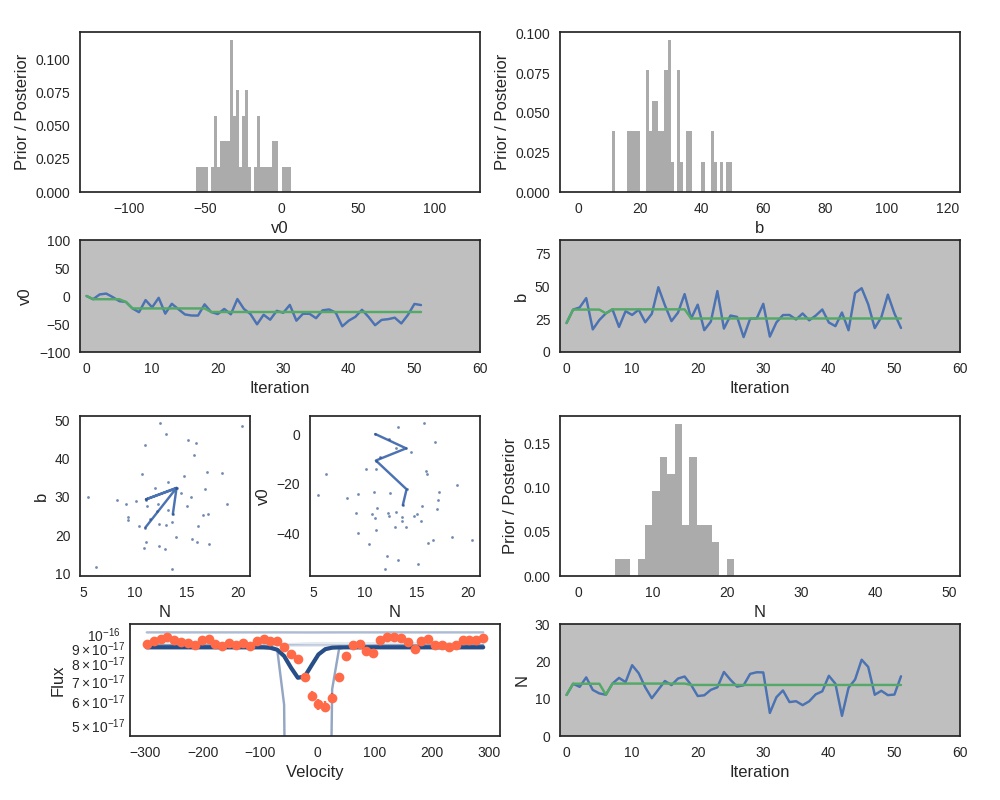 Prior / Posterior
0.100
0.075
0.050
0.025
0.000
−100 −50 0 50 100
v0
Prior / Posterior
0.100
0.075
0.050
0.025
0.000
0 20 40 60 80 100 120
b
v0
100
50
0
−50
−100
0 10 20 30 40 50 60
Iteration
b
75
50
25
0
0 10 20 30 40 50 60
Iteration
b
50
40
30
20
10
5 10 15 20
N
v0
0
−20
−40
5 10 15 20
N
Prior / Posterior
0.15
0.10
0.05
0.00
0 10 20 30 40 50
N
Flux
10⁻¹⁶
9 × 10⁻¹⁷
8 × 10⁻¹⁷
7 × 10⁻¹⁷
6 × 10⁻¹⁷
5 × 10⁻¹⁷
−300 −200 −100 0 100 200 300
Velocity
N
30
20
10
0
0 10 20 30 40 50 60
Iteration